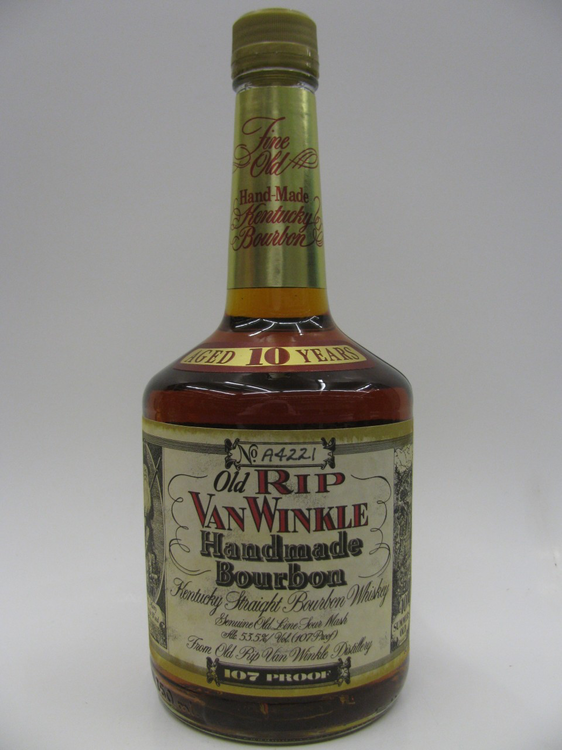 Fine
Old
Hand-Made
Kentucky
Bourbon
AGED 10 YEARS
No. A4221
Old RIP
VAN WINKLE
Handmade
Bourbon
Kentucky Straight Bourbon Whiskey
Genuine Old Line Sour Mash
Alc 53.5%/Vol. (107 Proof)
From Old Rip Van Winkle Distillery
107 PROOF